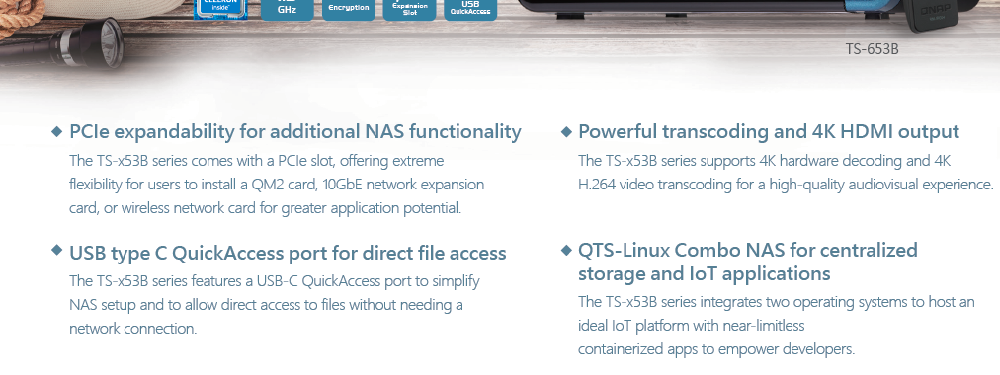 inside
GHz
Encryption
Expansion
Slot
USB
QuickAccess
QNAP
TS-653B
PCIe expandability for additional NAS functionality
The TS-x53B series comes with a PCIe slot, offering extreme
flexibility for users to install a QM2 card, 10GbE network expansion
card, or wireless network card for greater application potential.
USB type C QuickAccess port for direct file access
The TS-x53B series features a USB-C QuickAccess port to simplify
NAS setup and to allow direct access to files without needing a
network connection.
Powerful transcoding and 4K HDMI output
The TS-x53B series supports 4K hardware decoding and 4K
H.264 video transcoding for a high-quality audiovisual experience.
QTS-Linux Combo NAS for centralized
storage and IoT applications
The TS-x53B series integrates two operating systems to host an
ideal IoT platform with near-limitless
containerized apps to empower developers.